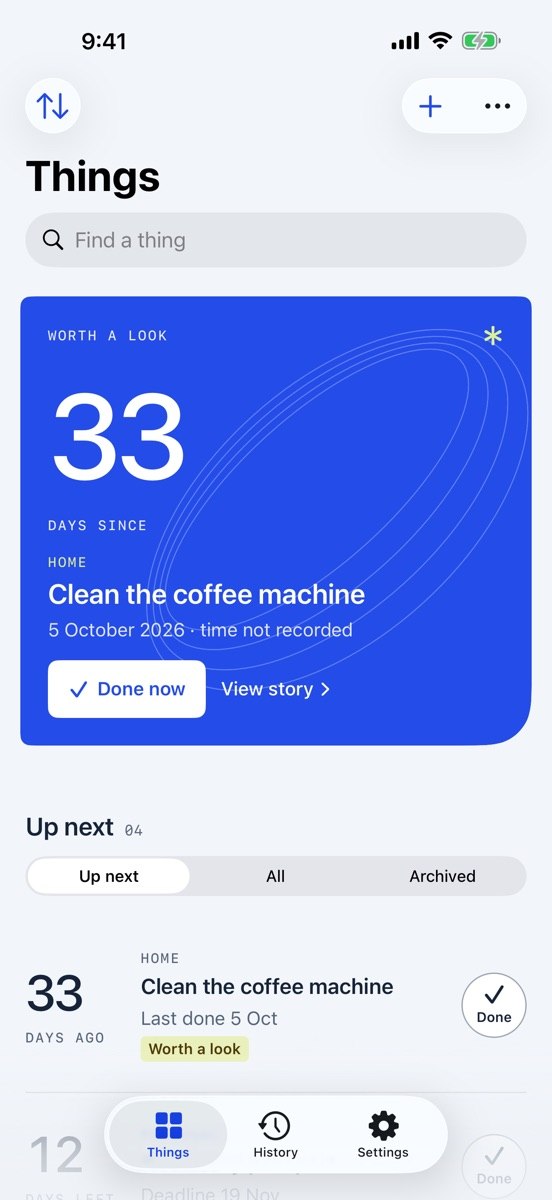 9:41
Things
Find a thing
WORTH A LOOK
*
33
DAYS SINCE
HOME
Clean the coffee machine
5 October 2026 · time not recorded
Done now View story
Up next 04
Up next All Archived
HOME
33 Clean the coffee machine
Last done 5 Oct
DAYS AGO
Done
Worth a look
12
Things History Settings
Done
DAYS LEFT
Deadline 19 Nov